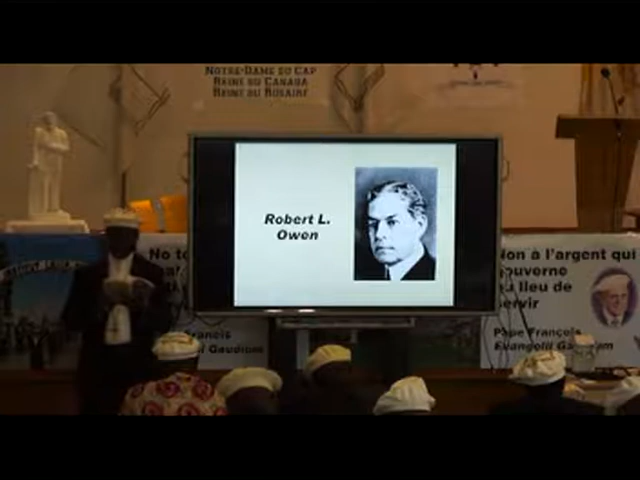 NOTRE-DAME DU CAP
REINE DU CANADA
REINE DU ROSAIRE
Robert L.
Owen
No to
Non à l'argent qui
gouverne
au lieu de
servir
Pape François
Evangelii Gaudium
Francis
Gaudium